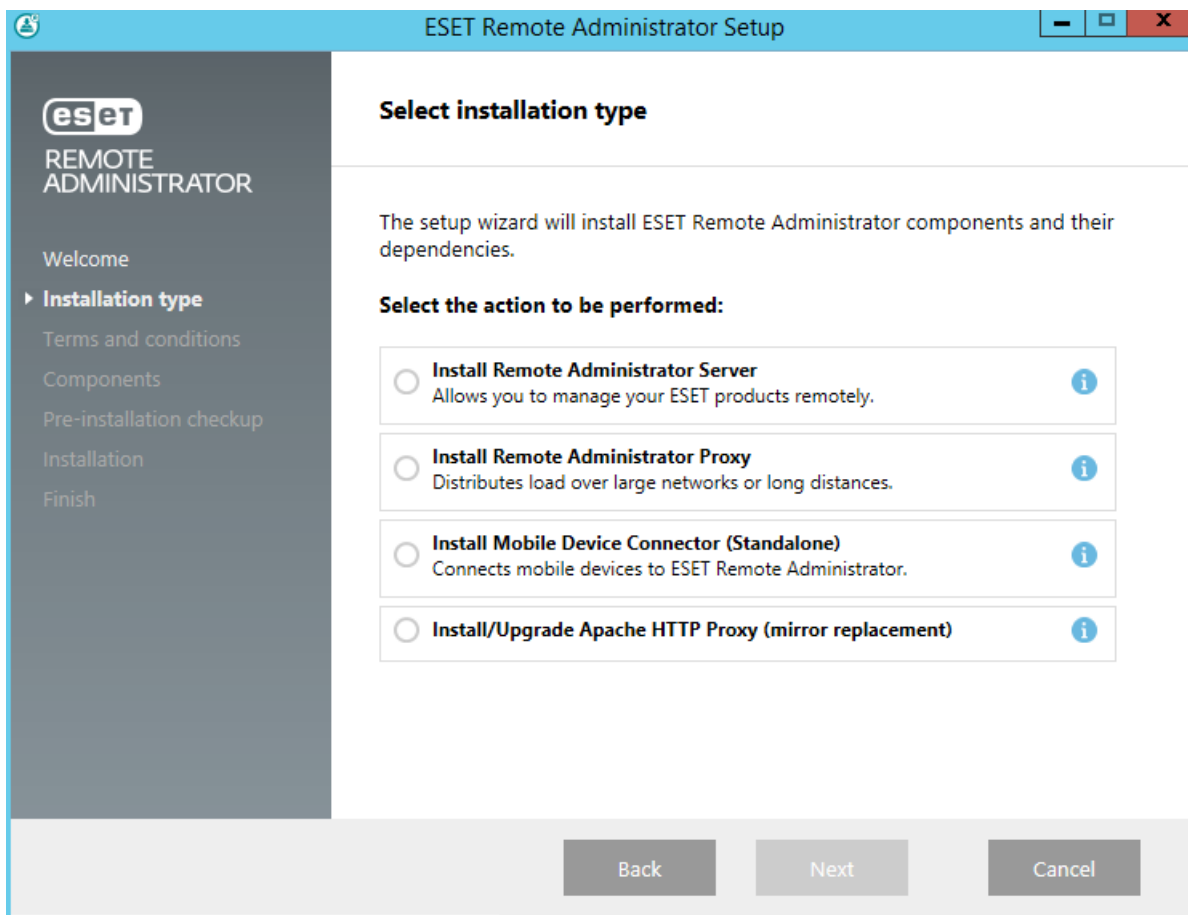 ESET Remote Administrator Setup
eset
REMOTE
ADMINISTRATOR
Welcome
Installation type
Terms and conditions
Components
Pre-installation checkup
Installation
Finish
Select installation type
The setup wizard will install ESET Remote Administrator components and their
dependencies.
Select the action to be performed:
Install Remote Administrator Server
Allows you to manage your ESET products remotely.
Install Remote Administrator Proxy
Distributes load over large networks or long distances.
Install Mobile Device Connector (Standalone)
Connects mobile devices to ESET Remote Administrator.
Install/Upgrade Apache HTTP Proxy (mirror replacement)
Back
Next
Cancel